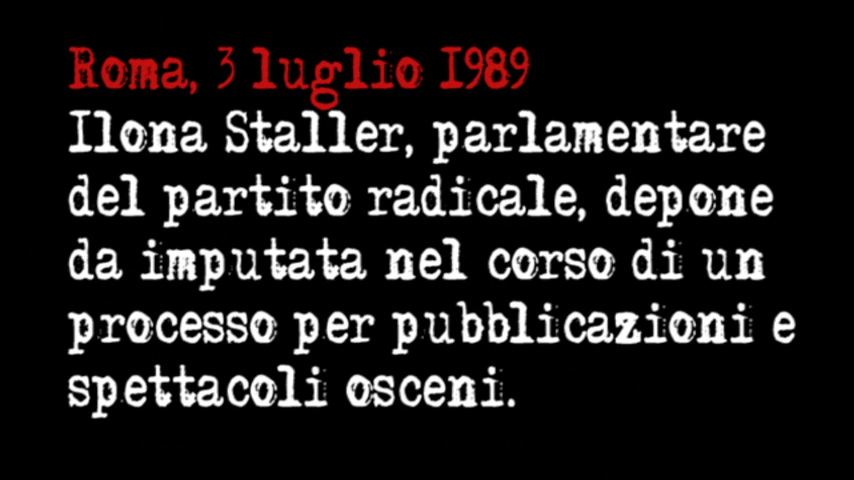 Roma, 3 luglio 1989
Ilona Staller, parlamentare
del partito radicale, depone
da imputata nel corso di un
processo per pubblicazioni e
spettacoli osceni.